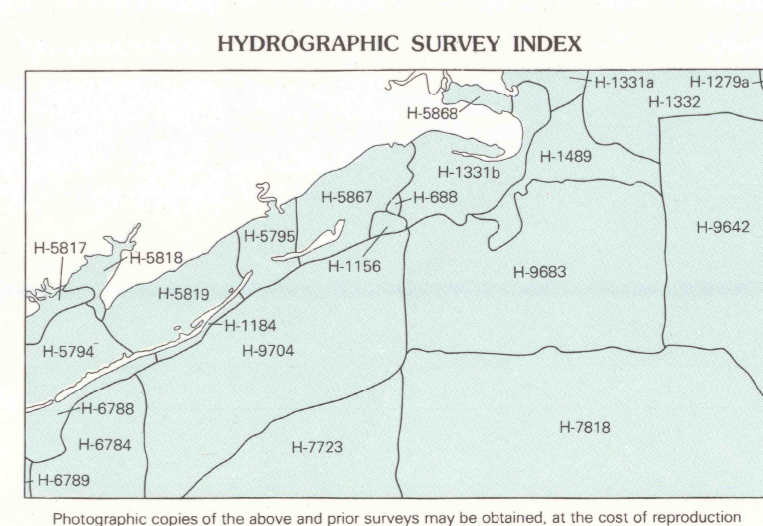 HYDROGRAPHIC SURVEY INDEX
H-1331a
H-1279a
H-1332
H-5868
H-1489
H-1331b
H-5867
H-688
H-5795
H-9642
H-5817
H-5818
H-1156
H-9683
H-5819
H-1184
H-5794
H-9704
H-6788
H-7818
H-6784
H-7723
H-6789
Photographic copies of the above and prior surveys may be obtained, at the cost of reproduction